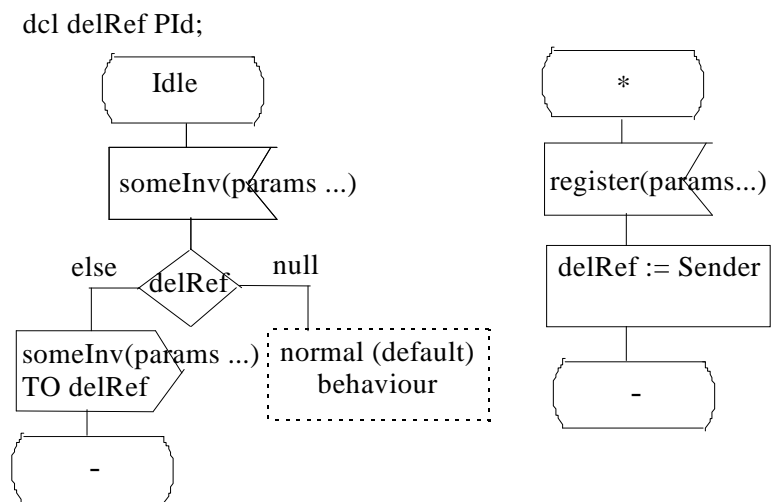 dcl delRef PId;
Idle
someInv(params ...)
else
delRef
null
someInv(params ...)
TO delRef
normal (default)
behaviour
-
*
register(params...)
delRef := Sender
-